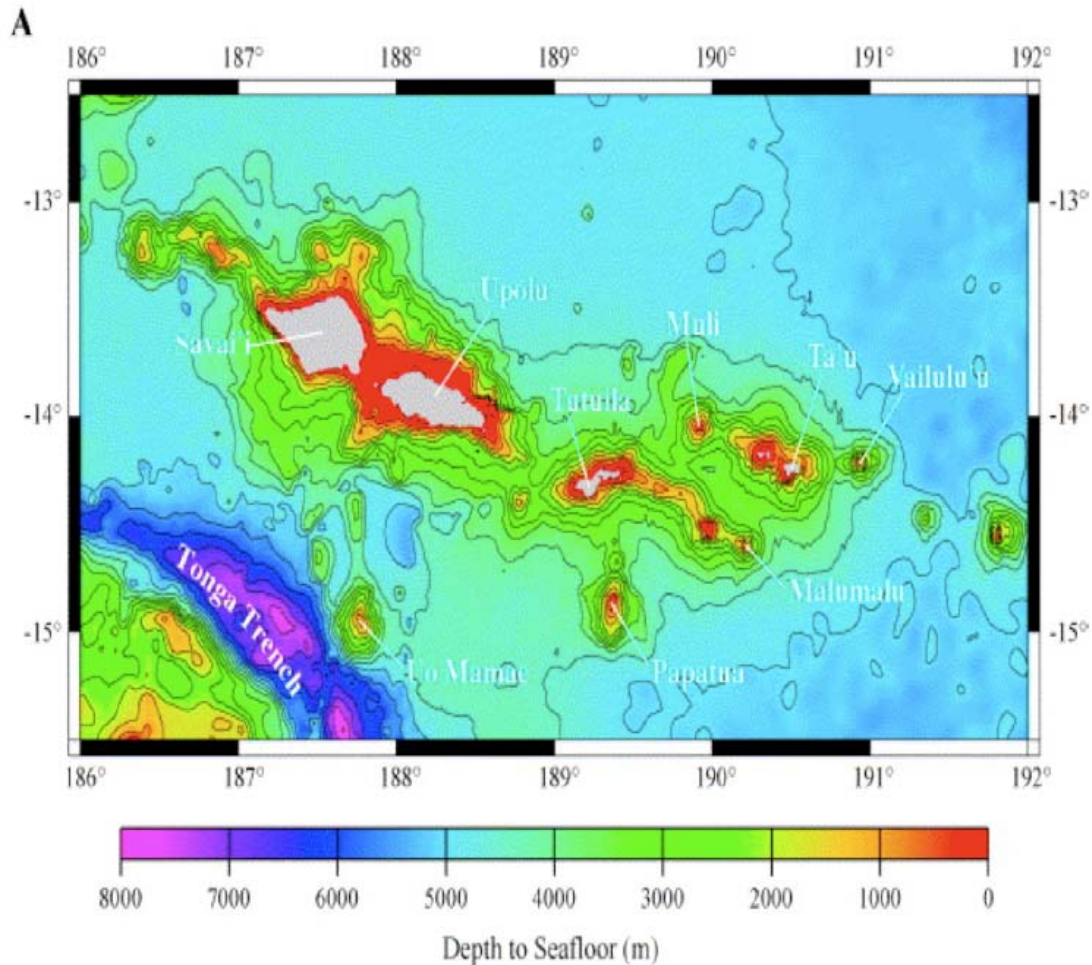 A
186° 187° 188° 189° 190° 191° 192°
-13° -13°
Upolu
Savai'i
Muli
Ta'u
Vailulu'u
-14° -14°
Tutuila
Tonga Trench
Malumalu
-15° -15°
Uo Mamae
Papatua
186° 187° 188° 189° 190° 191° 192°
8000 7000 6000 5000 4000 3000 2000 1000 0
Depth to Seafloor (m)